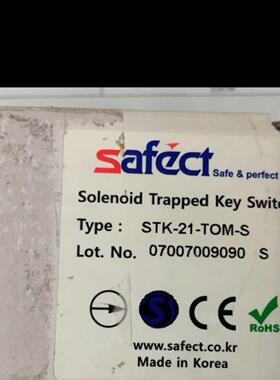 safect Safe & perfect
Solenoid Trapped Key Switc
Type : STK-21-TOM-S
Lot. No. 07007009090 S
S CE RoHS
www.safect.co.kr
Made in Korea